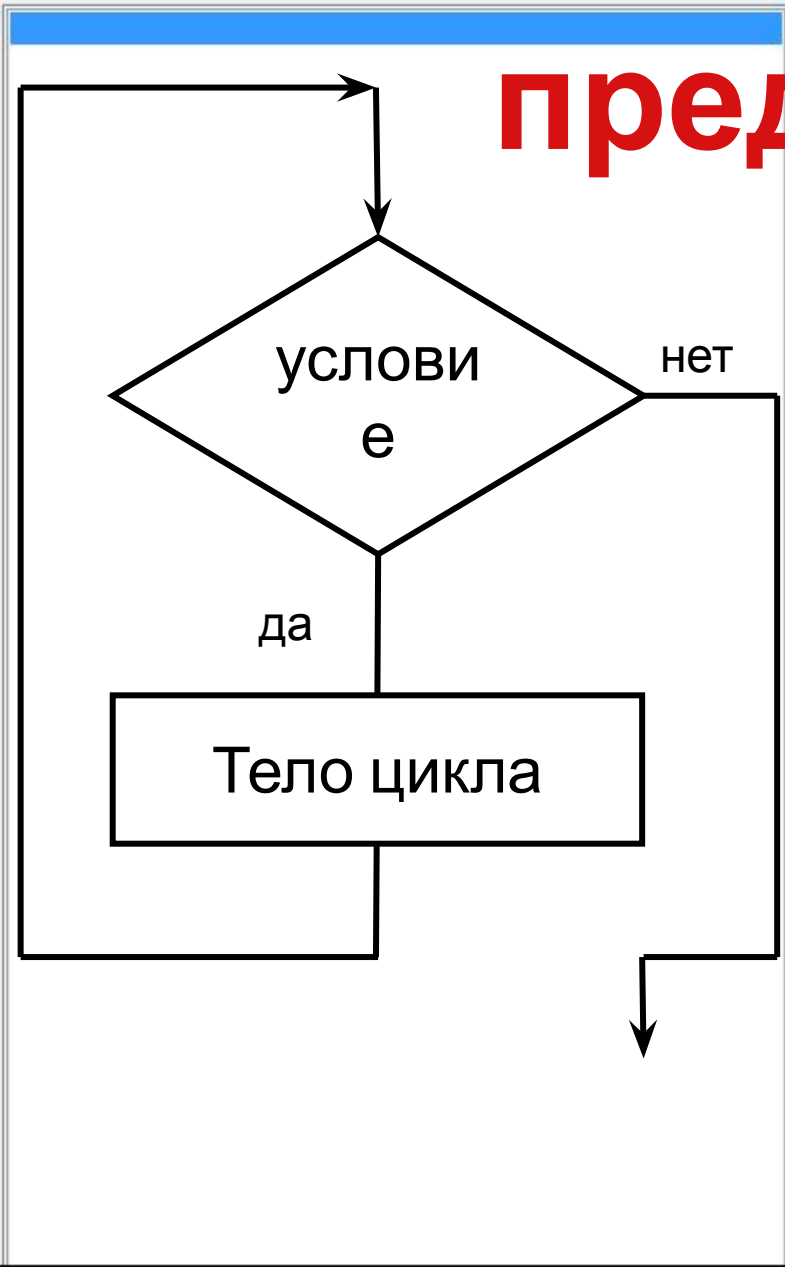 пред
услови
е
нет
да
Тело цикла